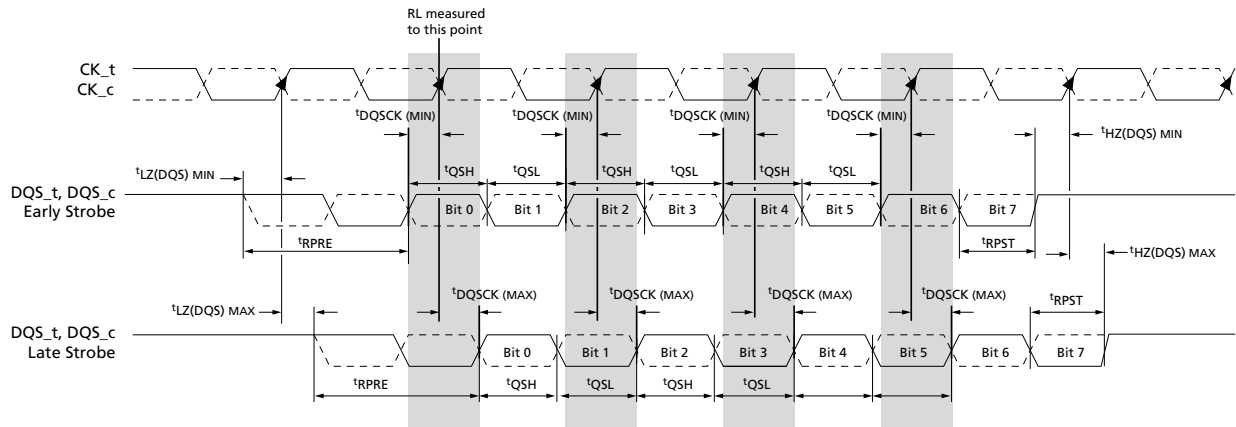 RL measured
to this point
CK_t
CK_c
tDQSCK (MIN) tDQSCK (MIN) tDQSCK (MIN) tDQSCK (MIN)
tHZ(DQS) MIN
tLZ(DQS) MIN
tQSH tQSL tQSH tQSL tQSH tQSL
DQS_t, DQS_c
Early Strobe
Bit 0 Bit 1 Bit 2 Bit 3 Bit 4 Bit 5 Bit 6 Bit 7
tRPRE tRPST
tHZ(DQS) MAX
tLZ(DQS) MAX
tDQSCK (MAX) tDQSCK (MAX) tDQSCK (MAX) tDQSCK (MAX)
tRPST
DQS_t, DQS_c
Late Strobe
Bit 0 Bit 1 Bit 2 Bit 3 Bit 4 Bit 5 Bit 6 Bit 7
tRPRE tQSH tQSL tQSH tQSL